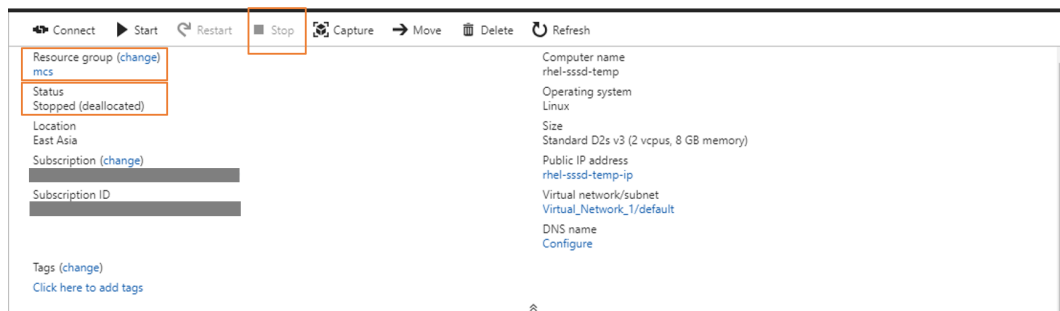 Connect Start Restart Stop Capture Move Delete Refresh
Resource group (change)
mcs
Status
Stopped (deallocated)
Location
East Asia
Subscription (change)
Subscription ID
Tags (change)
Click here to add tags
Computer name
rhel-sssd-temp
Operating system
Linux
Size
Standard D2s v3 (2 vcpus, 8 GB memory)
Public IP address
rhel-sssd-temp-ip
Virtual network/subnet
Virtual_Network_1/default
DNS name
Configure